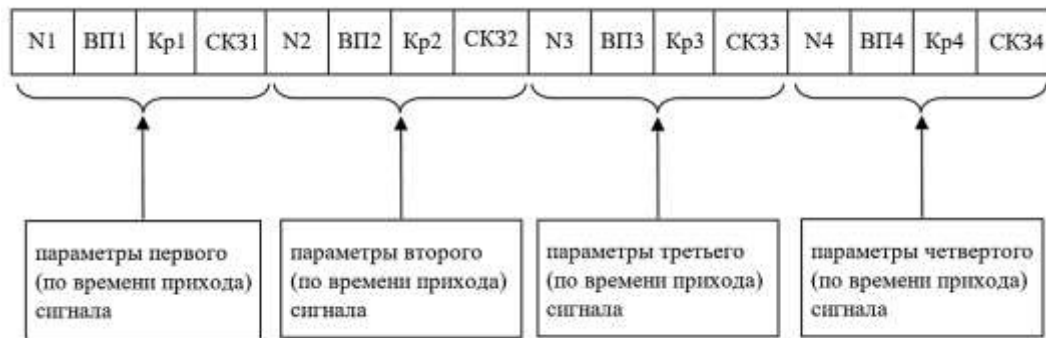 N1 ВП1 Кр1 СКЗ1 N2 ВП2 Кр2 СКЗ2 N3 ВП3 Кр3 СКЗ3 N4 ВП4 Кр4 СКЗ4
параметры первого
(по времени прихода)
сигнала
параметры второго
(по времени прихода)
сигнала
параметры третьего
(по времени прихода)
сигнала
параметры четвертого
(по времени прихода)
сигнала